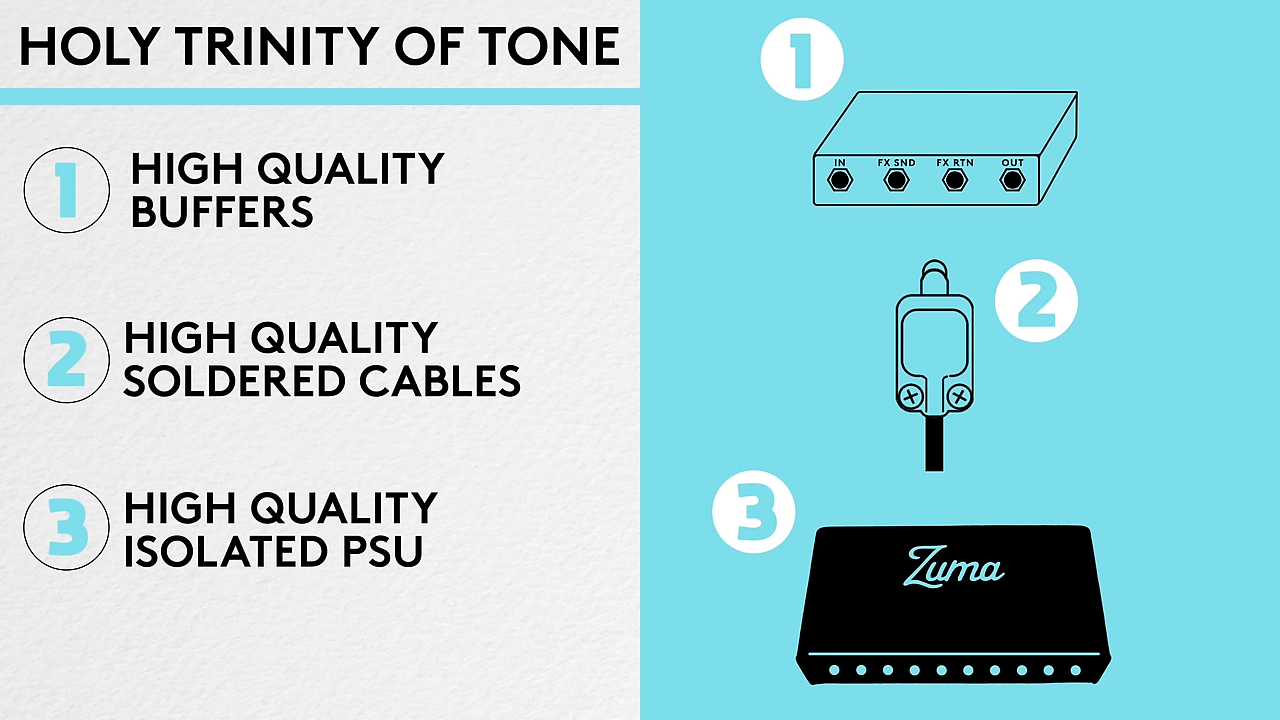 HOLY TRINITY OF TONE
1
HIGH QUALITY
BUFFERS
2
HIGH QUALITY
SOLDERED CABLES
3
HIGH QUALITY
ISOLATED PSU
1
IN FX SND FX RTN OUT
2
3
Zuma